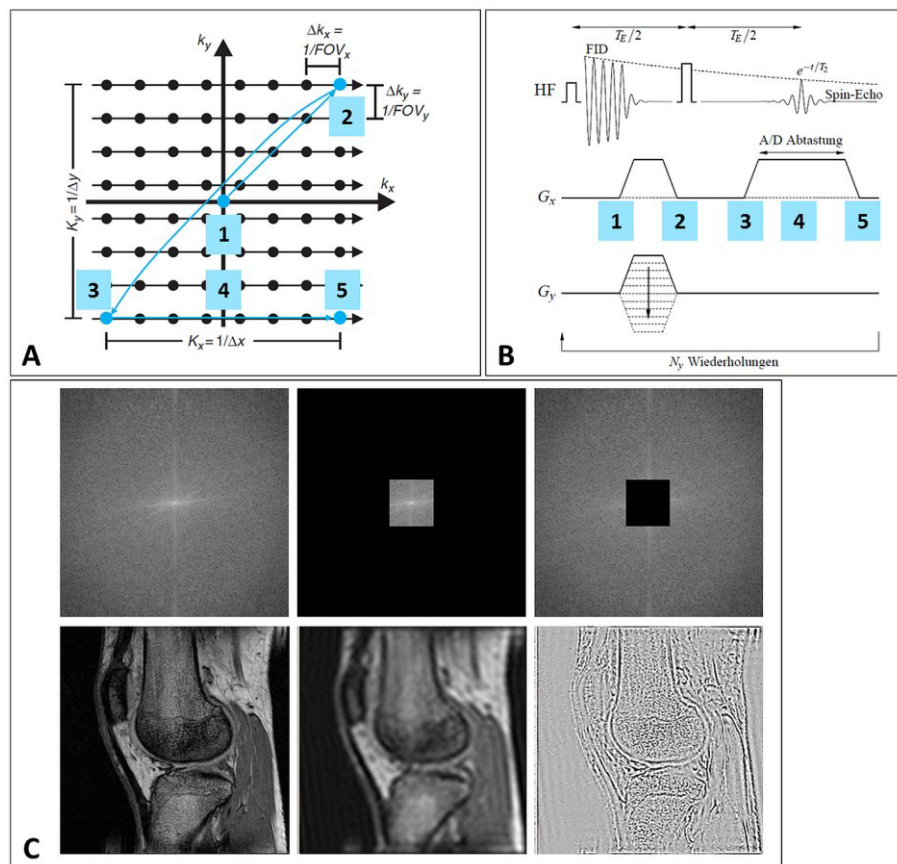 k_y
Δk_x =
1/FOV_x
Δk_y =
1/FOV_y
2
k_x
K_y = 1/Δy
1
3
4
5
K_x = 1/Δx
A
T_E/2
T_E/2
FID
e^{-t/T_2}
HF
Spin-Echo
A/D Abtastung
G_x
1
2
3
4
5
G_y
B
N_y Wiederholungen
C